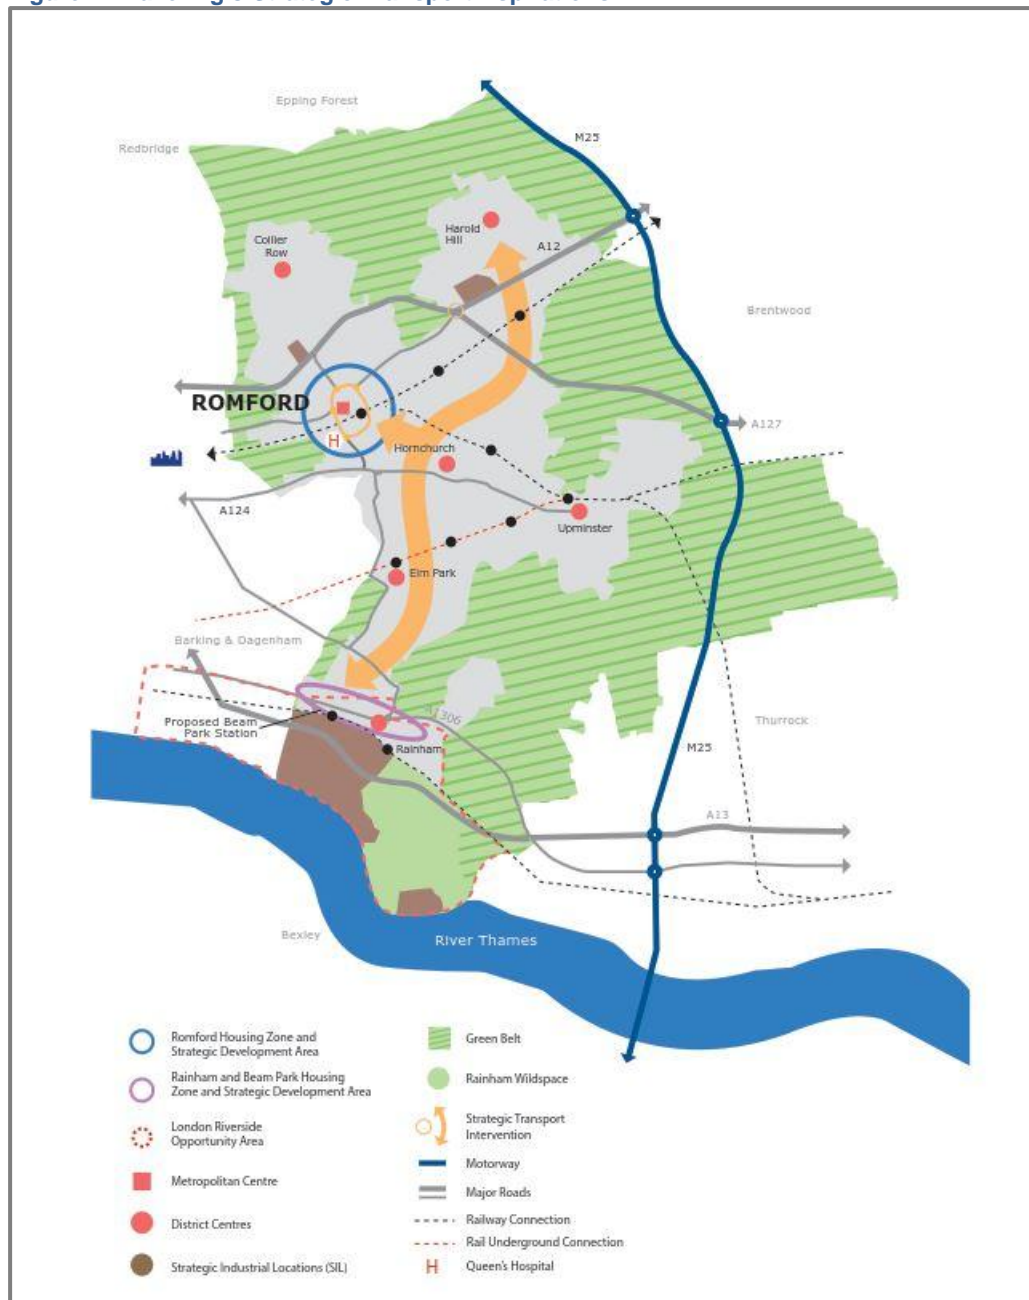 Epping Forest
Redbridge
M25
Harold
Hill
Collier
Row
A12
Brentwood
ROMFORD
A127
H
Hornchurch
A124
Upminster
Elm Park
Barking & Dagenham
A1306
Proposed Beam
Park Station
Thurrock
Rainham
M25
A13
Bexley
River Thames
Romford Housing Zone and
Strategic Development Area
Rainham and Beam Park Housing
Zone and Strategic Development Area
London Riverside
Opportunity Area
Metropolitan Centre
District Centres
Strategic Industrial Locations (SIL)
Green Belt
Rainham Wildspace
Strategic Transport
Intervention
Motorway
Major Roads
Railway Connection
Rail Underground Connection
H Queen's Hospital